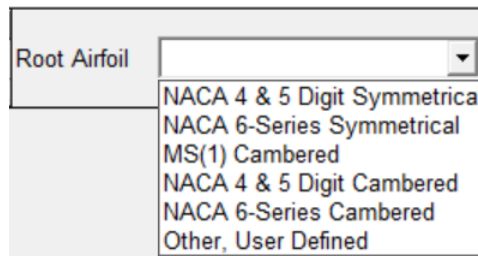 Root Airfoil
NACA 4 & 5 Digit Symmetrica
NACA 6-Series Symmetrical
MS(1) Cambered
NACA 4 & 5 Digit Cambered
NACA 6-Series Cambered
Other, User Defined